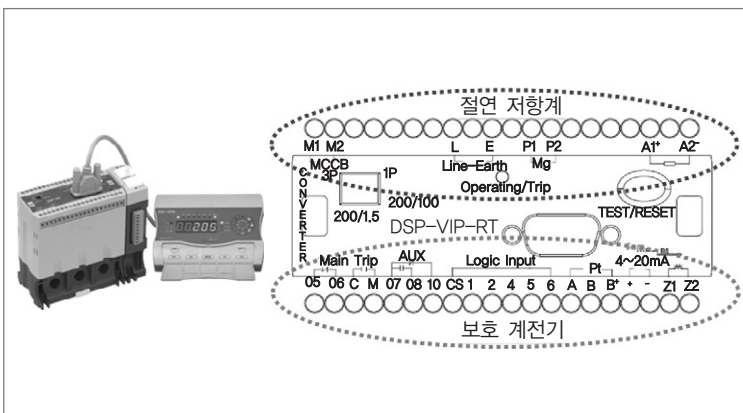 절연 저항계
M1 M2 L E P1 P2 A1+ A2-
MCCB
3P 1P
Line-Earth Mg
Operating/Trip
CONVERTER
200/1.5 200/100
TEST/RESET
DSP-VIP-RT
Main Trip AUX Logic Input Pt 4~20mA
05 06 C M 07 08 10 CS 1 2 4 5 6 A B B+ + - Z1 Z2
보호 계전기